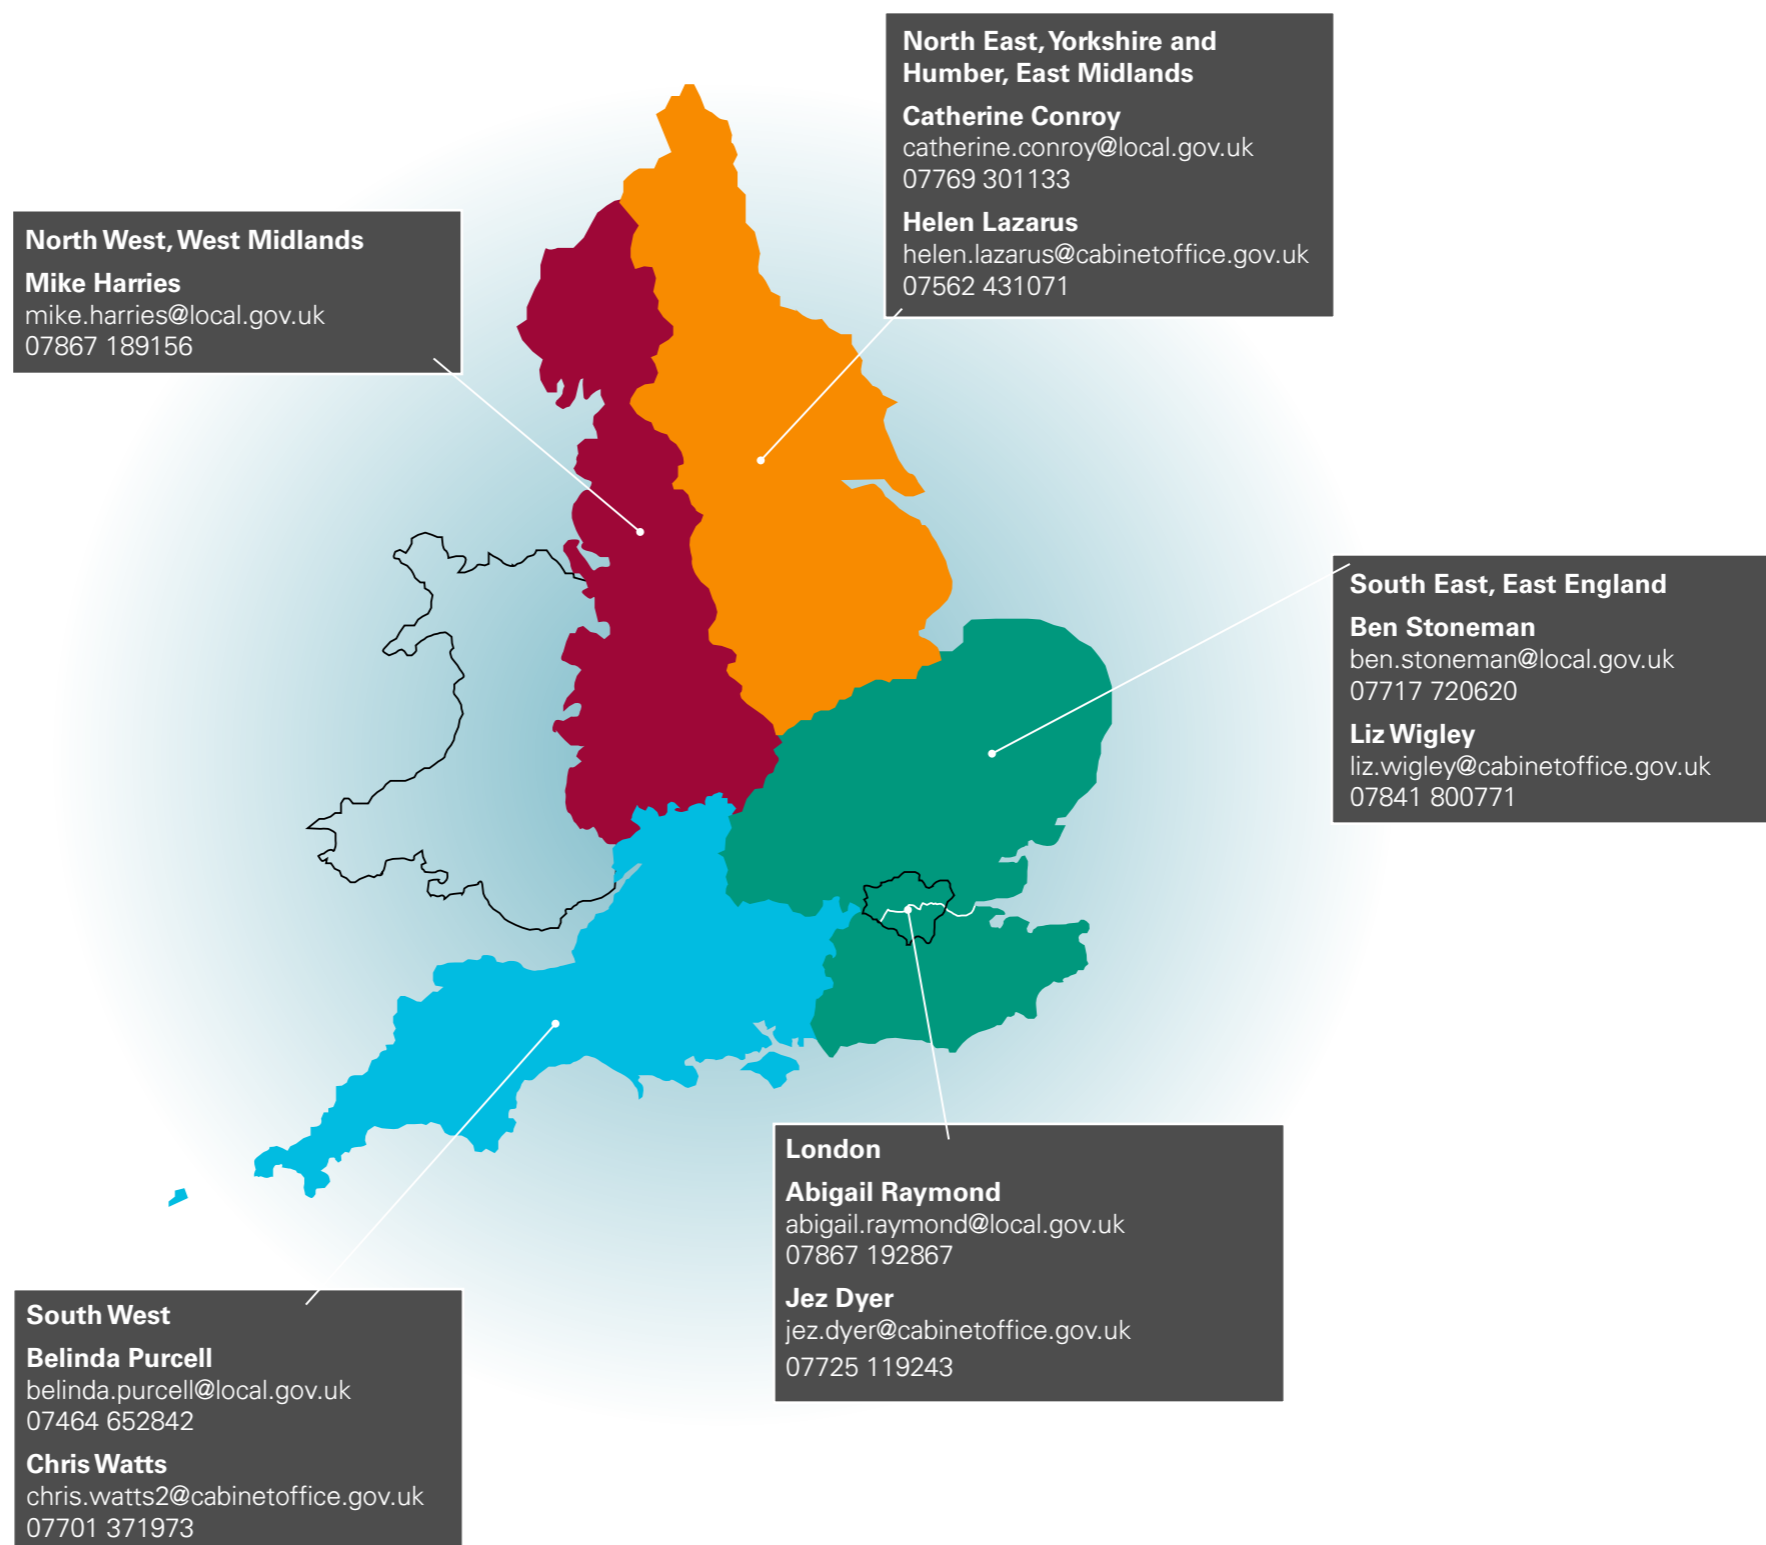 North East, Yorkshire and
Humber, East Midlands
Catherine Conroy
catherine.conroy@local.gov.uk
07769 301133
Helen Lazarus
helen.lazarus@cabinetoffice.gov.uk
07562 431071
North West, West Midlands
Mike Harries
mike.harries@local.gov.uk
07867 189156
South East, East England
Ben Stoneman
ben.stoneman@local.gov.uk
07717 720620
Liz Wigley
liz.wigley@cabinetoffice.gov.uk
07841 800771
London
Abigail Raymond
abigail.raymond@local.gov.uk
07867 192867
Jez Dyer
jez.dyer@cabinetoffice.gov.uk
07725 119243
South West
Belinda Purcell
belinda.purcell@local.gov.uk
07464 652842
Chris Watts
chris.watts2@cabinetoffice.gov.uk
07701 371973